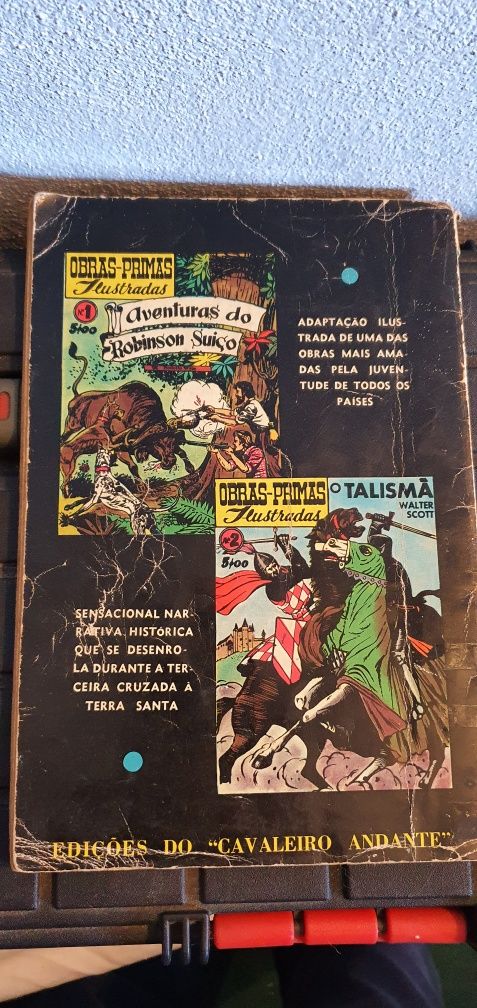 OBRAS-PRIMAS
Ilustradas
Nº1
5$00
Aventuras do
Robinson Suiço
ADAPTAÇÃO ILUS-
TRADA DE UMA DAS
OBRAS MAIS AMA-
DAS PELA JUVEN-
TUDE DE TODOS OS
PAÍSES
OBRAS-PRIMAS
Ilustradas
Nº2
5$00
O TALISMÃ
WALTER
SCOTT
SENSACIONAL NAR-
RATIVA HISTÓRICA
QUE SE DESENRO-
LA DURANTE A TER-
CEIRA CRUZADA À
TERRA SANTA
EDIÇÕES DO "CAVALEIRO ANDANTE"